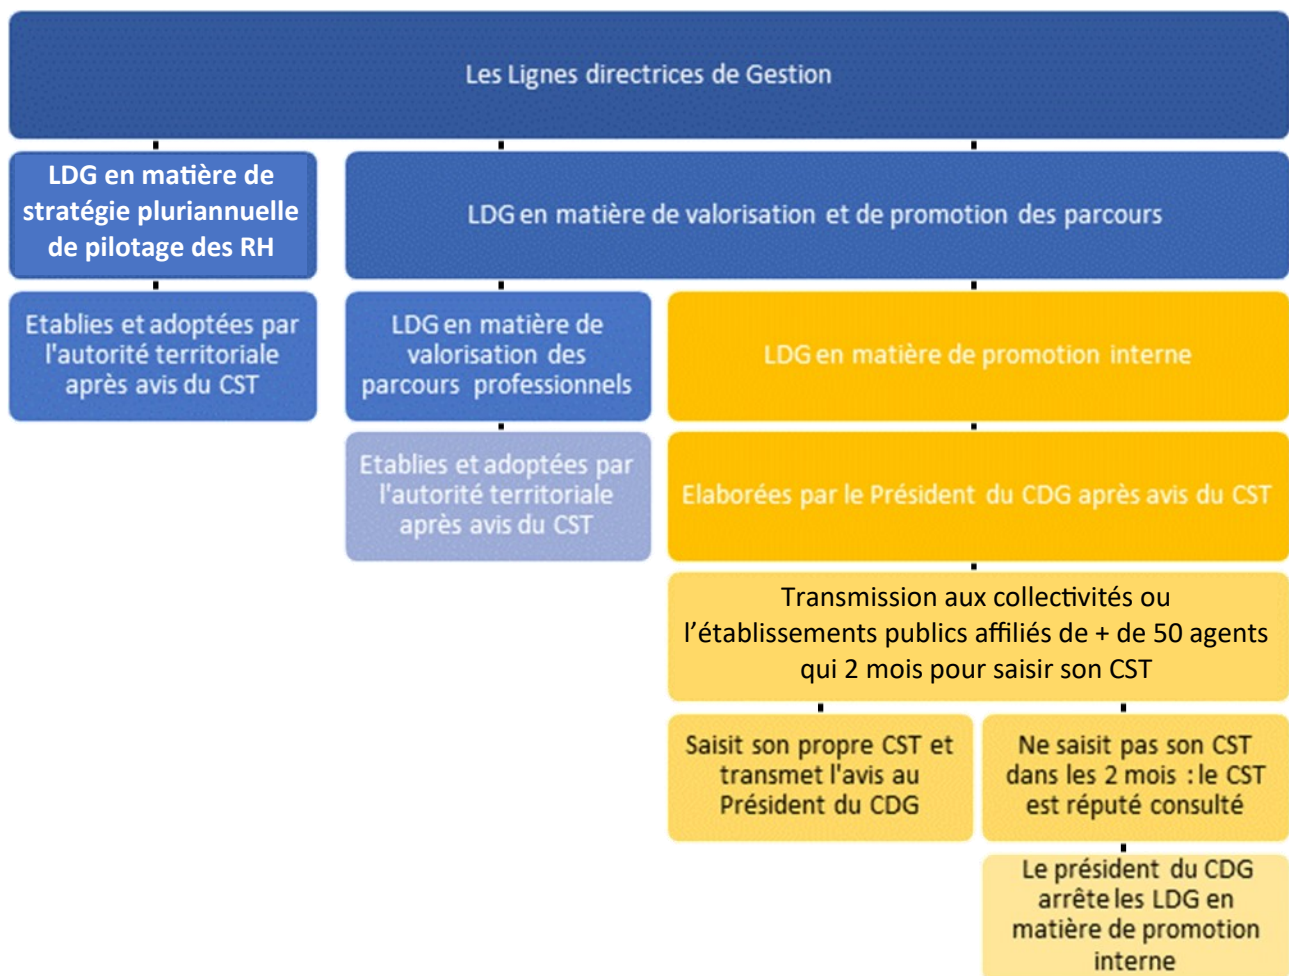 Les Lignes directrices de Gestion
LDG en matière de
stratégie pluriannuelle
de pilotage des RH
LDG en matière de valorisation et de promotion des parcours
Etablies et adoptées par
l'autorité territoriale
après avis du CST
LDG en matière de
valorisation des
parcours professionnels
LDG en matière de promotion interne
Etablies et adoptées par
l'autorité territoriale
après avis du CST
Elaborées par le Président du CDG après avis du CST
Transmission aux collectivités ou
l’établissements publics affiliés de + de 50 agents
qui 2 mois pour saisir son CST
Saisit son propre CST et
transmet l'avis au
Président du CDG
Ne saisit pas son CST
dans les 2 mois : le CST
est réputé consulté
Le président du CDG
arrête les LDG en
matière de promotion
interne